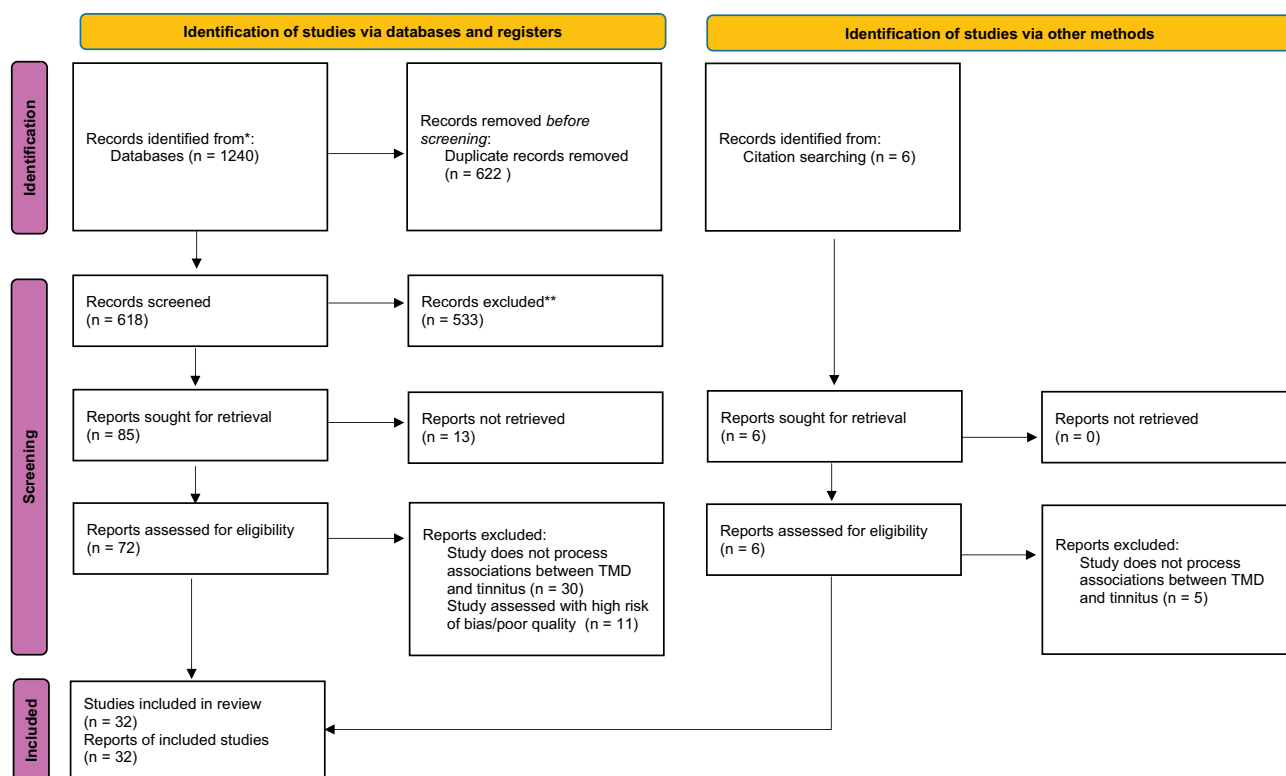 Identification of studies via databases and registers
Identification of studies via other methods
Identification
Records identified from*:
Databases (n = 1240)
Records removed before
screening:
Duplicate records removed
(n = 622 )
Records identified from:
Citation searching (n = 6)
Screening
Records screened
(n = 618)
Records excluded**
(n = 533)
Reports sought for retrieval
(n = 85)
Reports not retrieved
(n = 13)
Reports sought for retrieval
(n = 6)
Reports not retrieved
(n = 0)
Reports assessed for eligibility
(n = 72)
Reports excluded:
Study does not process
associations between TMD
and tinnitus (n = 30)
Study assessed with high risk
of bias/poor quality (n = 11)
Reports assessed for eligibility
(n = 6)
Reports excluded:
Study does not process
associations between TMD
and tinnitus (n = 5)
Included
Studies included in review
(n = 32)
Reports of included studies
(n = 32)